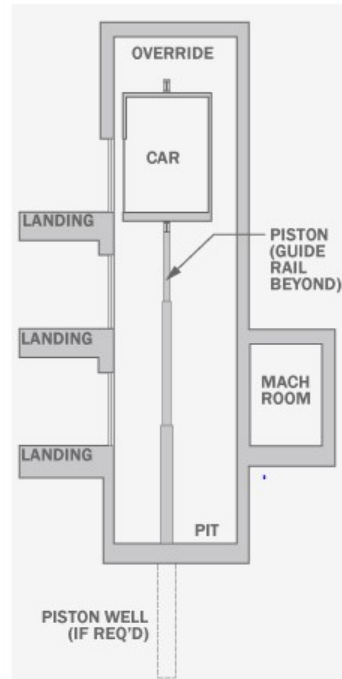 OVERRIDE
CAR
LANDING
PISTON
(GUIDE
RAIL
BEYOND)
LANDING
MACH
ROOM
LANDING
PIT
PISTON WELL
(IF REQ'D)